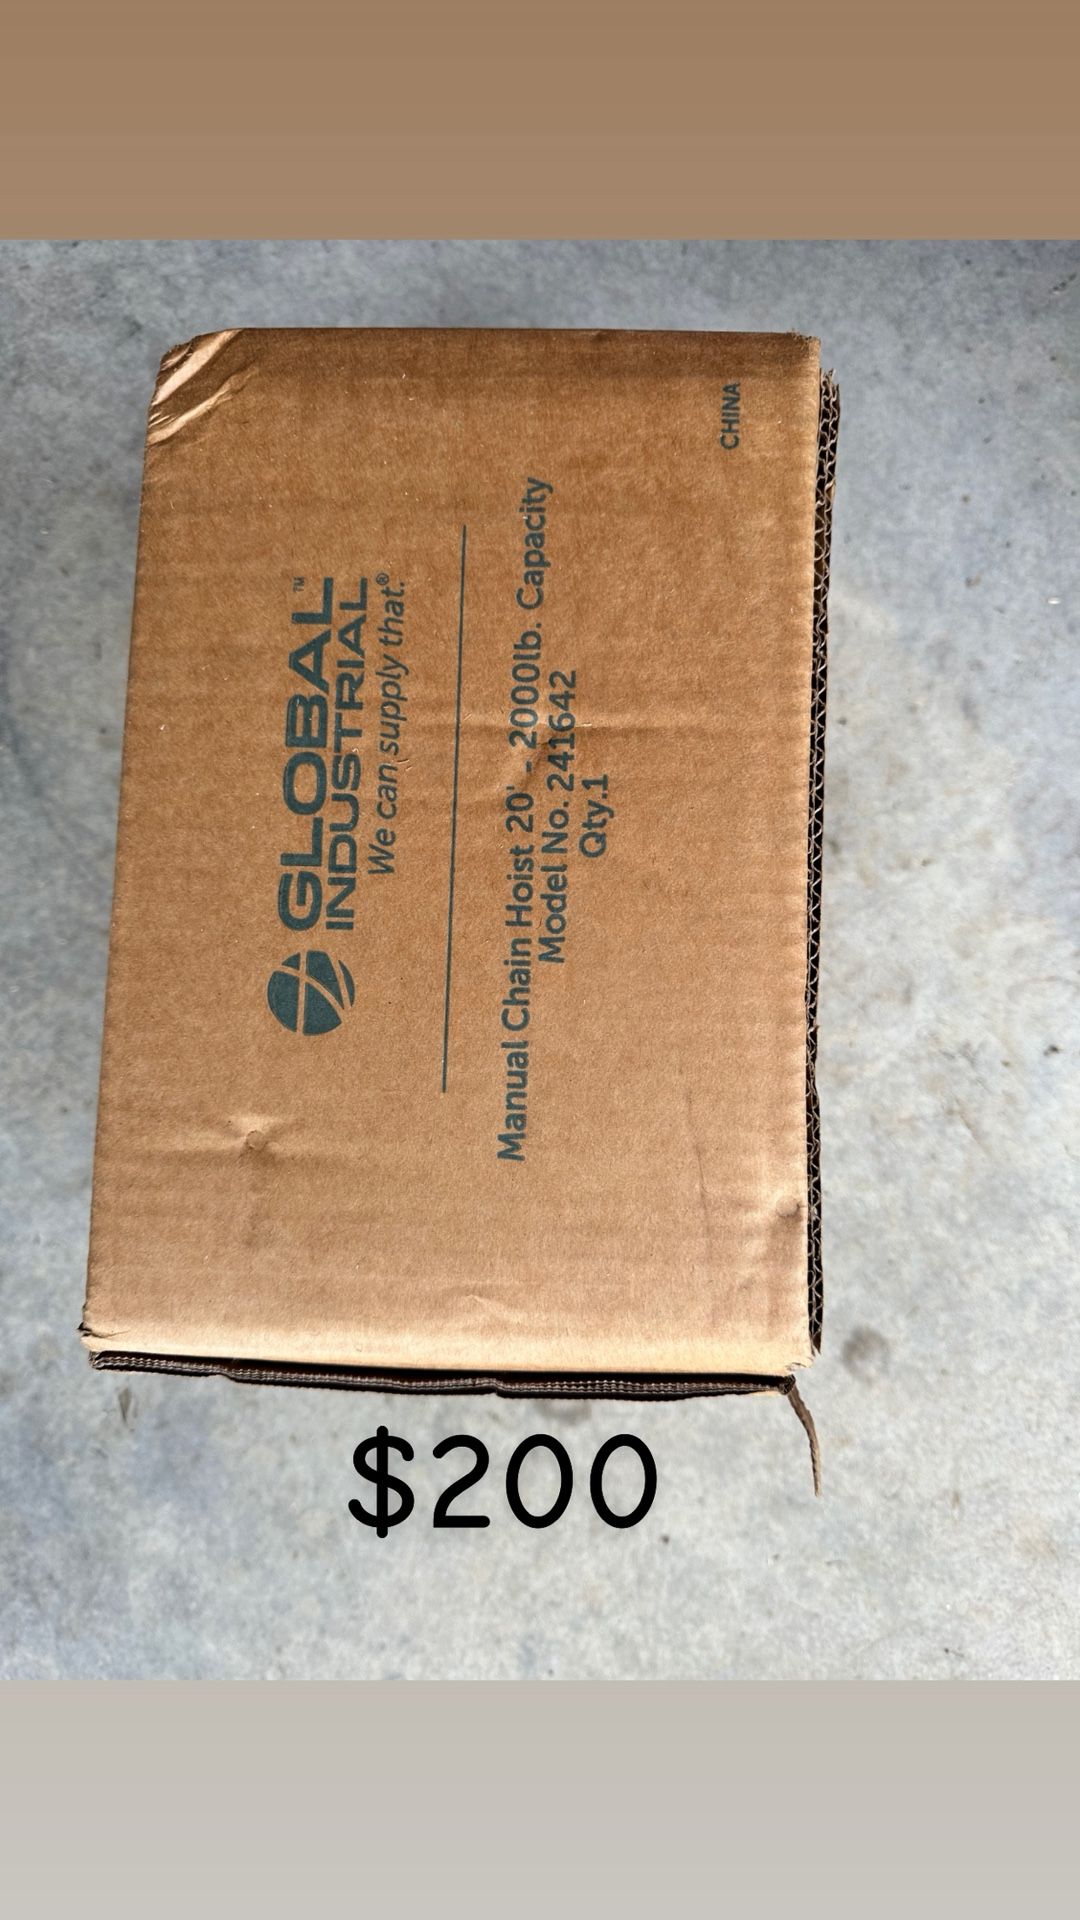 GLOBAL™
INDUSTRIAL
We can supply that.®
Manual Chain Hoist 20' - 2000lb. Capacity
Model No. 241642
Qty.1
CHINA
$200